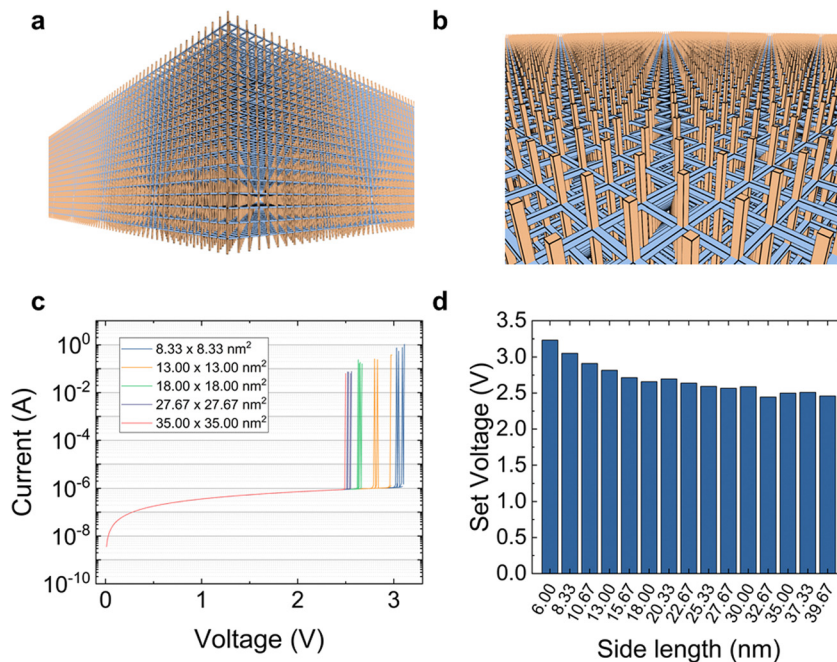 a
b
c
Current (A)
10⁰
10⁻²
10⁻⁴
10⁻⁶
10⁻⁸
10⁻¹⁰
8.33 x 8.33 nm²
13.00 x 13.00 nm²
18.00 x 18.00 nm²
27.67 x 27.67 nm²
35.00 x 35.00 nm²
0 1 2 3
Voltage (V)
d
Set Voltage (V)
3.5
3.0
2.5
2.0
1.5
1.0
0.5
0.0
6.00 8.33 10.67 13.00 15.67 18.00 20.33 22.67 25.33 27.67 30.00 32.67 35.00 37.33 39.67
Side length (nm)